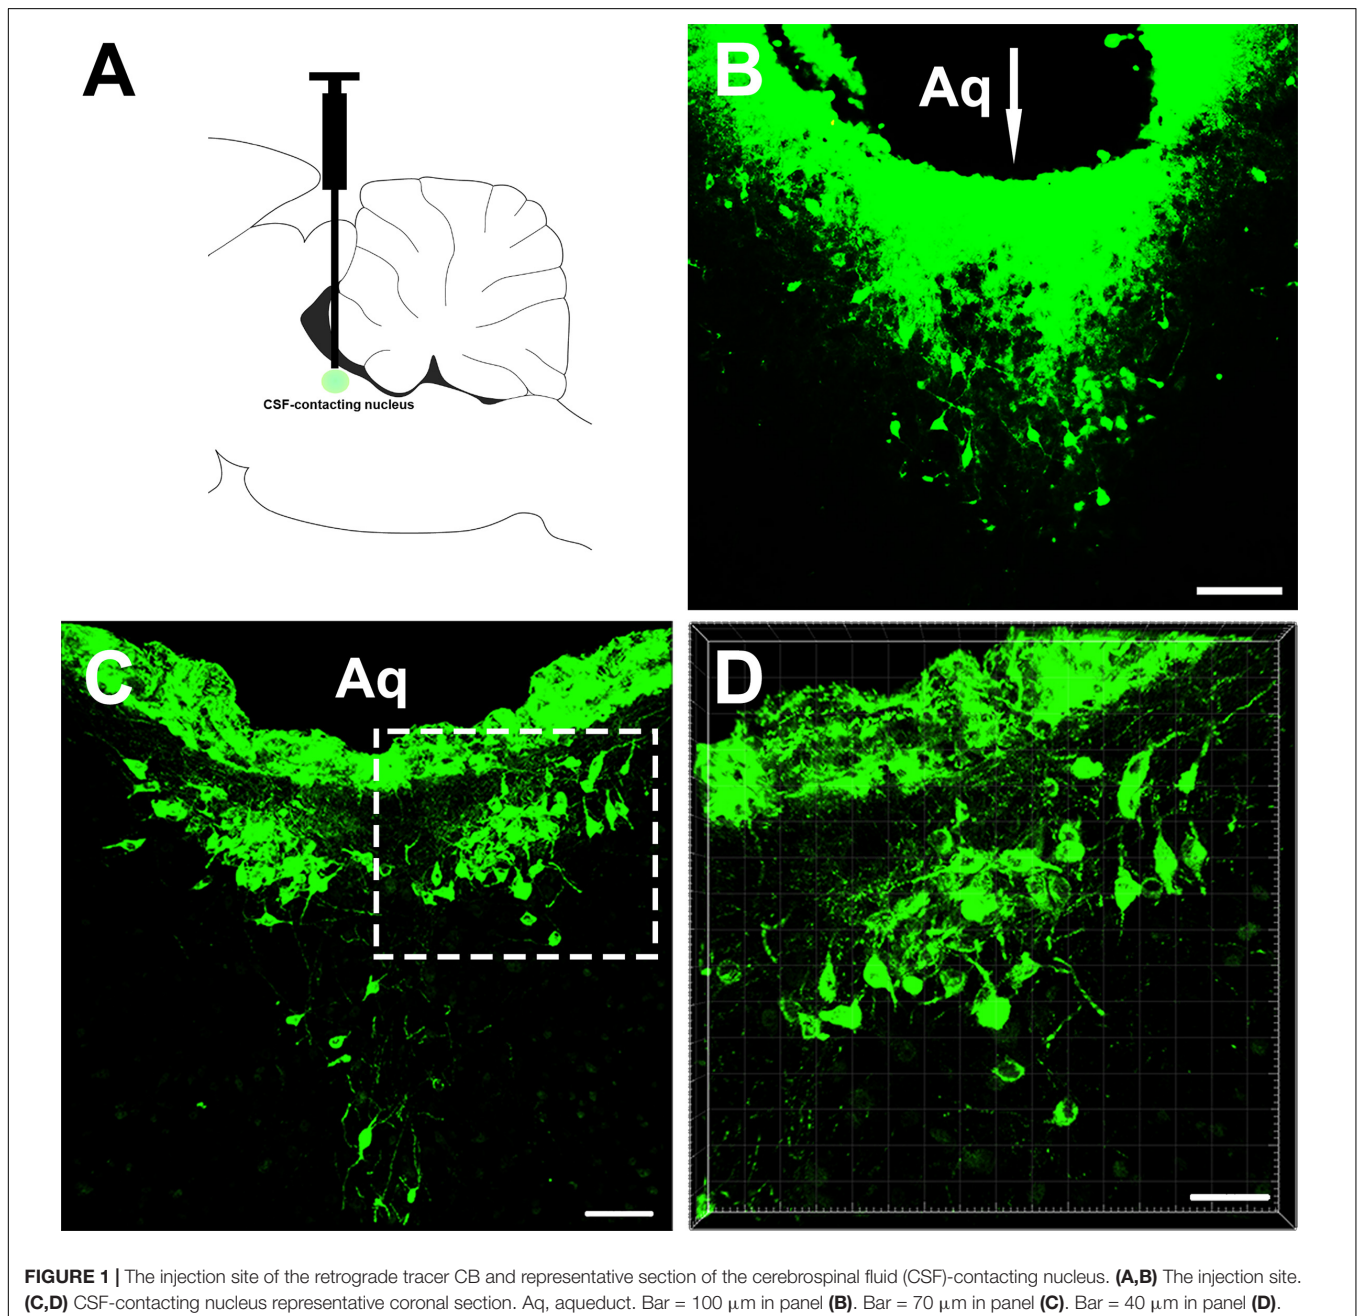 A
CSF-contacting nucleus
B
Aq
C
Aq
D
FIGURE 1 | The injection site of the retrograde tracer CB and representative section of the cerebrospinal fluid (CSF)-contacting nucleus. (A,B) The injection site.
(C,D) CSF-contacting nucleus representative coronal section. Aq, aqueduct. Bar = 100 μm in panel (B). Bar = 70 μm in panel (C). Bar = 40 μm in panel (D).